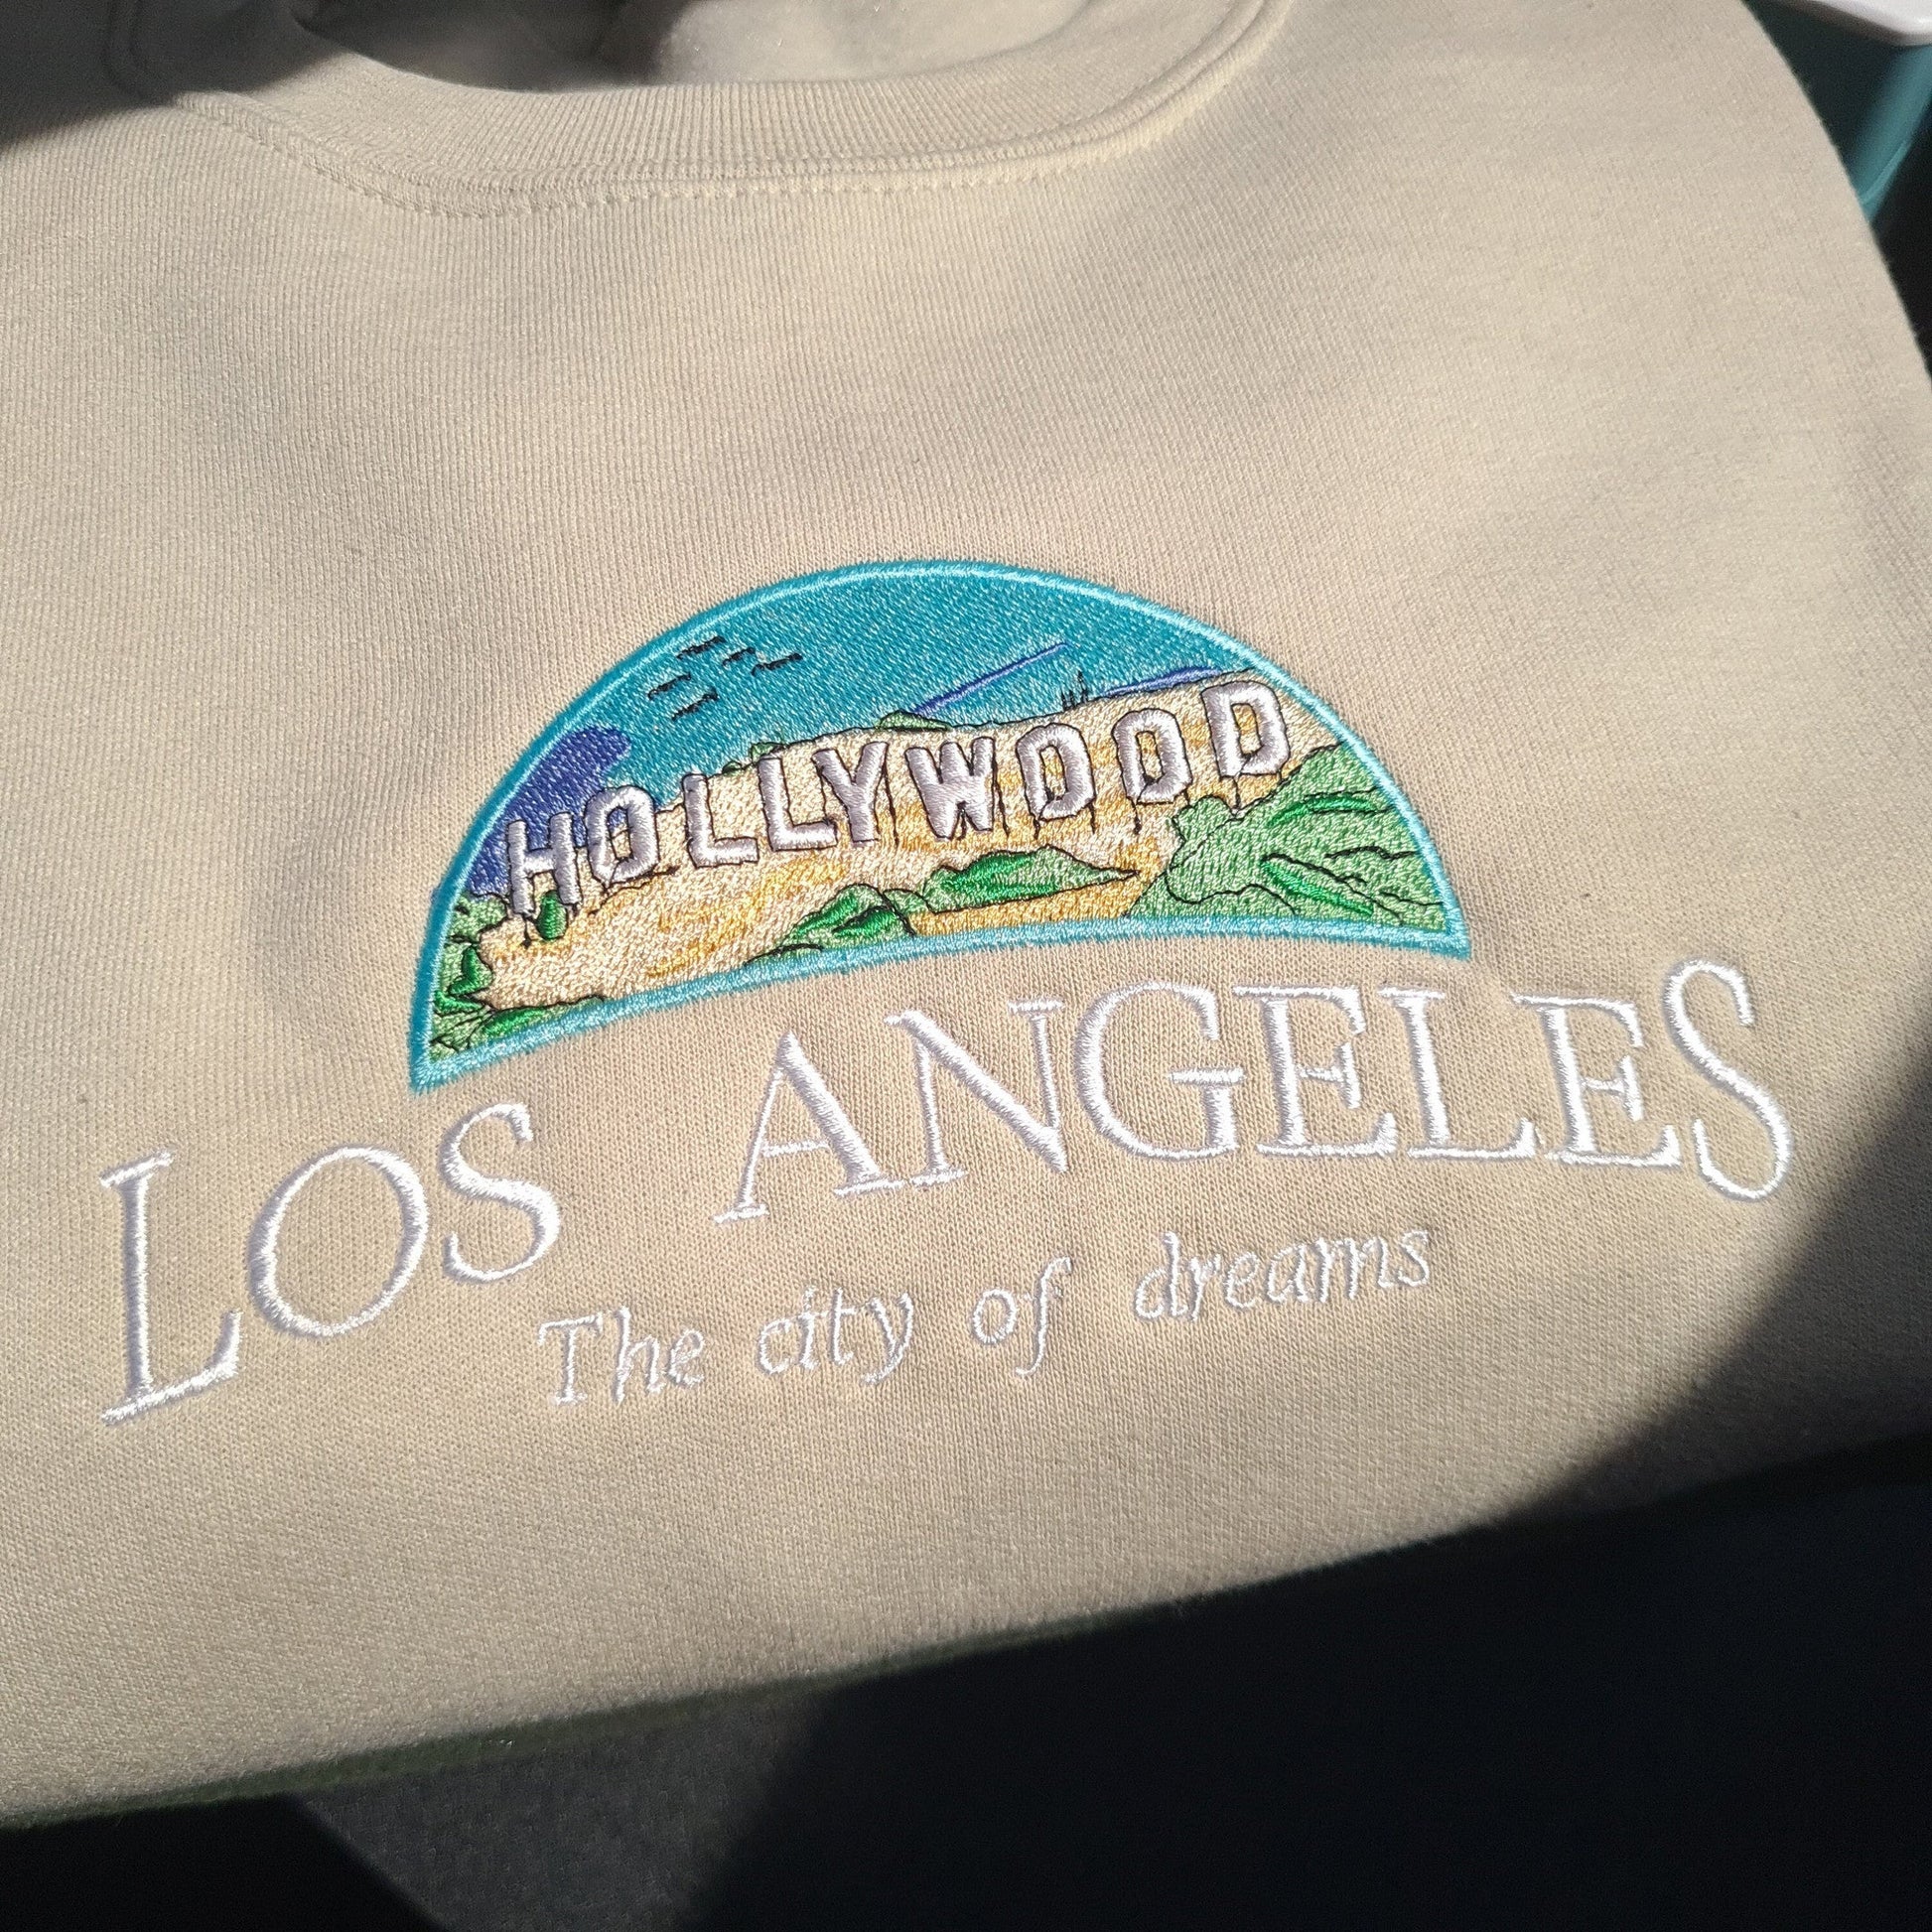 HOLLYWOOD
LOS ANGELES
The city of dreams